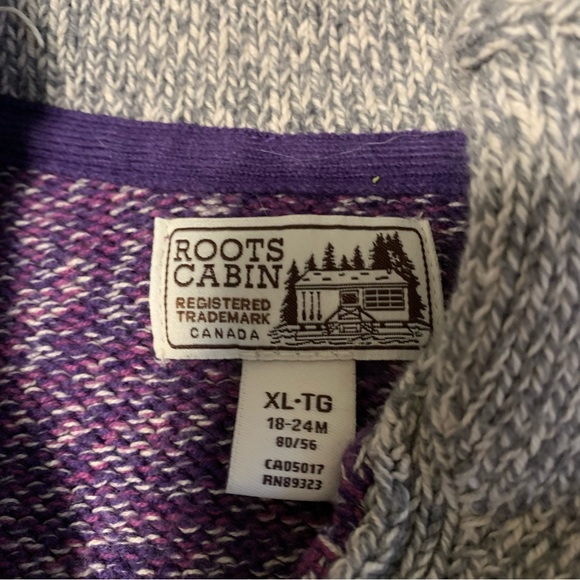 ROOTS
CABIN
REGISTERED
TRADEMARK
CANADA
XL·TG
18-24M
80/56
CA05017
RN89323